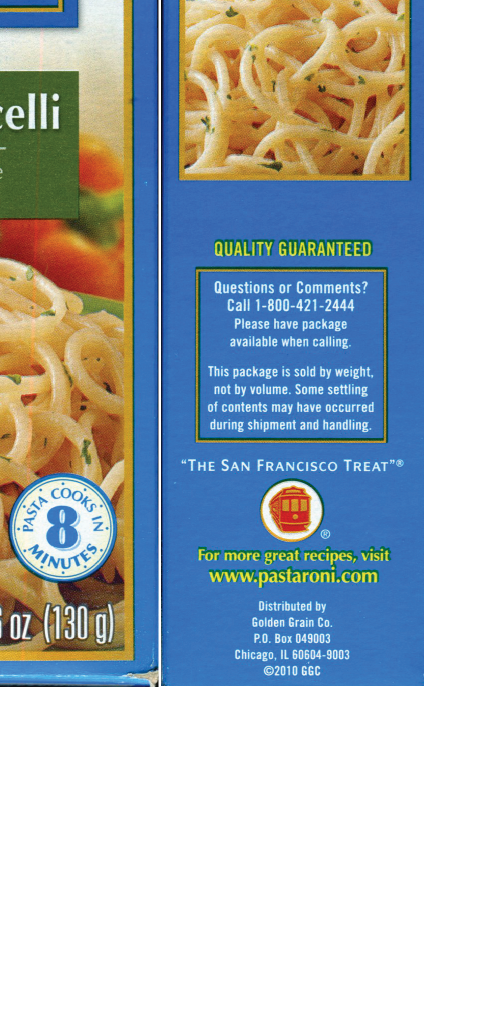 celli
PASTA COOKS IN
8
MINUTES
oz (130 g)
QUALITY GUARANTEED
Questions or Comments?
Call 1-800-421-2444
Please have package
available when calling.
This package is sold by weight,
not by volume. Some settling
of contents may have occurred
during shipment and handling.
"THE SAN FRANCISCO TREAT"®
®
For more great recipes, visit
www.pastaroni.com
Distributed by
Golden Grain Co.
P.O. Box 049003
Chicago, IL 60604-9003
©2010 GGC